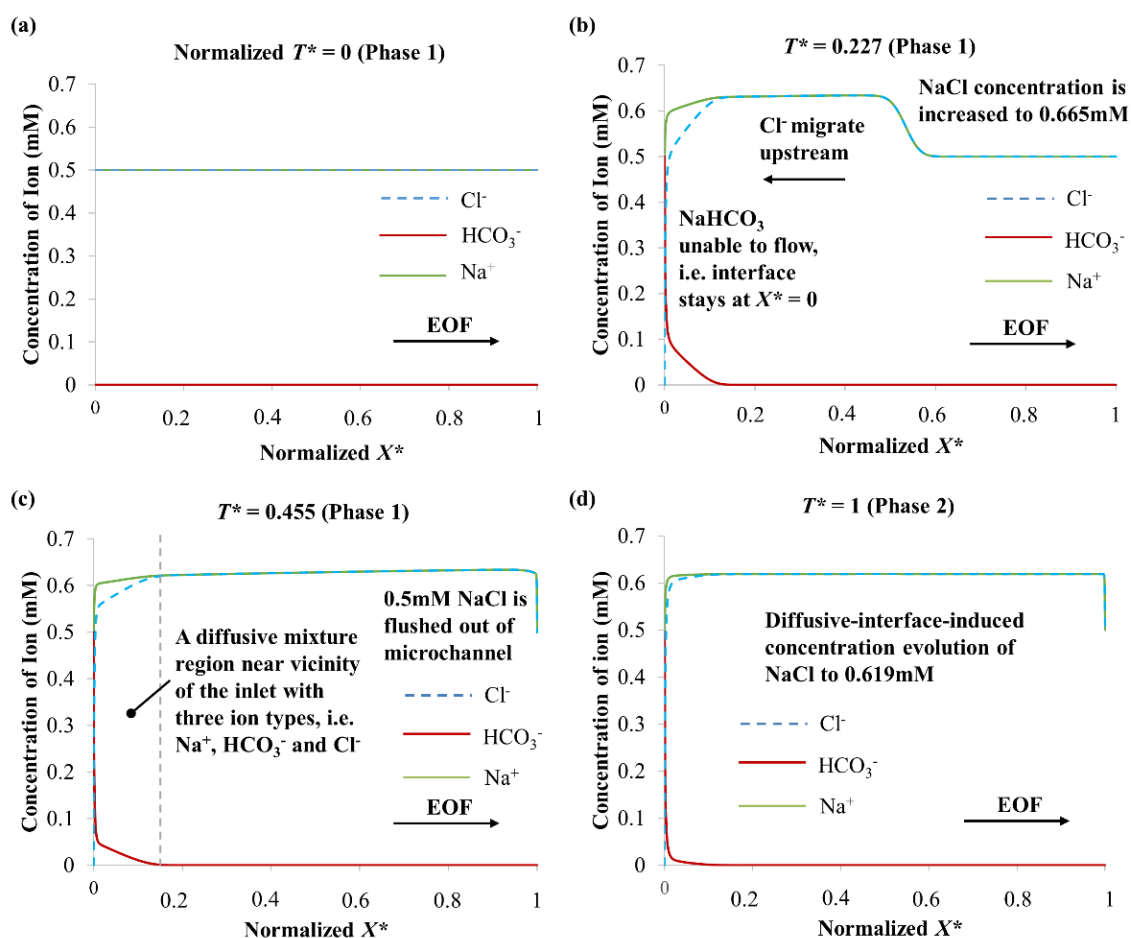 (a)
Normalized T* = 0 (Phase 1)
Concentration of Ion (mM)
0.7
0.6
0.5
0.4
0.3
0.2
0.1
0
Cl-
HCO3-
Na+
EOF
0 0.2 0.4 0.6 0.8 1
Normalized X*
(b)
T* = 0.227 (Phase 1)
Concentration of Ion (mM)
0.7
0.6
0.5
0.4
0.3
0.2
0.1
0
NaCl concentration is
increased to 0.665mM
Cl- migrate
upstream
NaHCO3
unable to flow,
i.e. interface
stays at X* = 0
Cl-
HCO3-
Na+
EOF
0 0.2 0.4 0.6 0.8 1
Normalized X*
(c)
T* = 0.455 (Phase 1)
Concentration of Ion (mM)
0.7
0.6
0.5
0.4
0.3
0.2
0.1
0
0.5mM NaCl is
flushed out of
microchannel
A diffusive mixture
region near vicinity
of the inlet with
three ion types, i.e.
Na+, HCO3- and Cl-
Cl-
HCO3-
Na+
EOF
0 0.2 0.4 0.6 0.8 1
Normalized X*
(d)
T* = 1 (Phase 2)
Concentration of ion (mM)
0.7
0.6
0.5
0.4
0.3
0.2
0.1
0
Diffusive-interface-induced
concentration evolution of
NaCl to 0.619mM
Cl-
HCO3-
Na+
EOF
0 0.2 0.4 0.6 0.8 1
Normalized X*